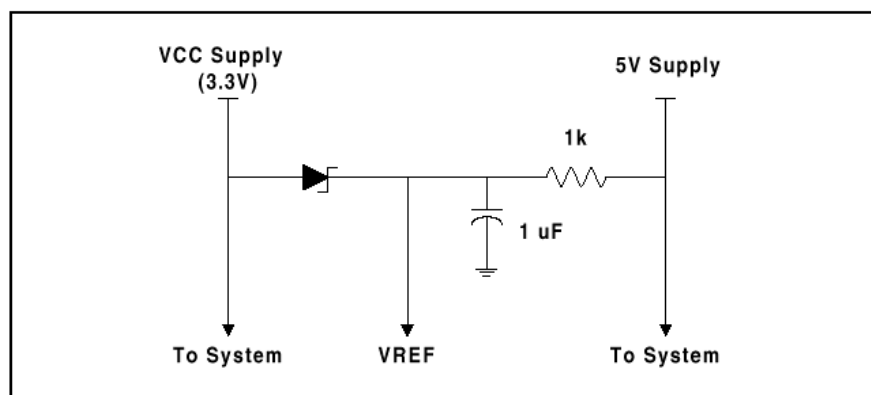 VCC Supply
(3.3V)
5V Supply
1k
1 uF
To System
VREF
To System